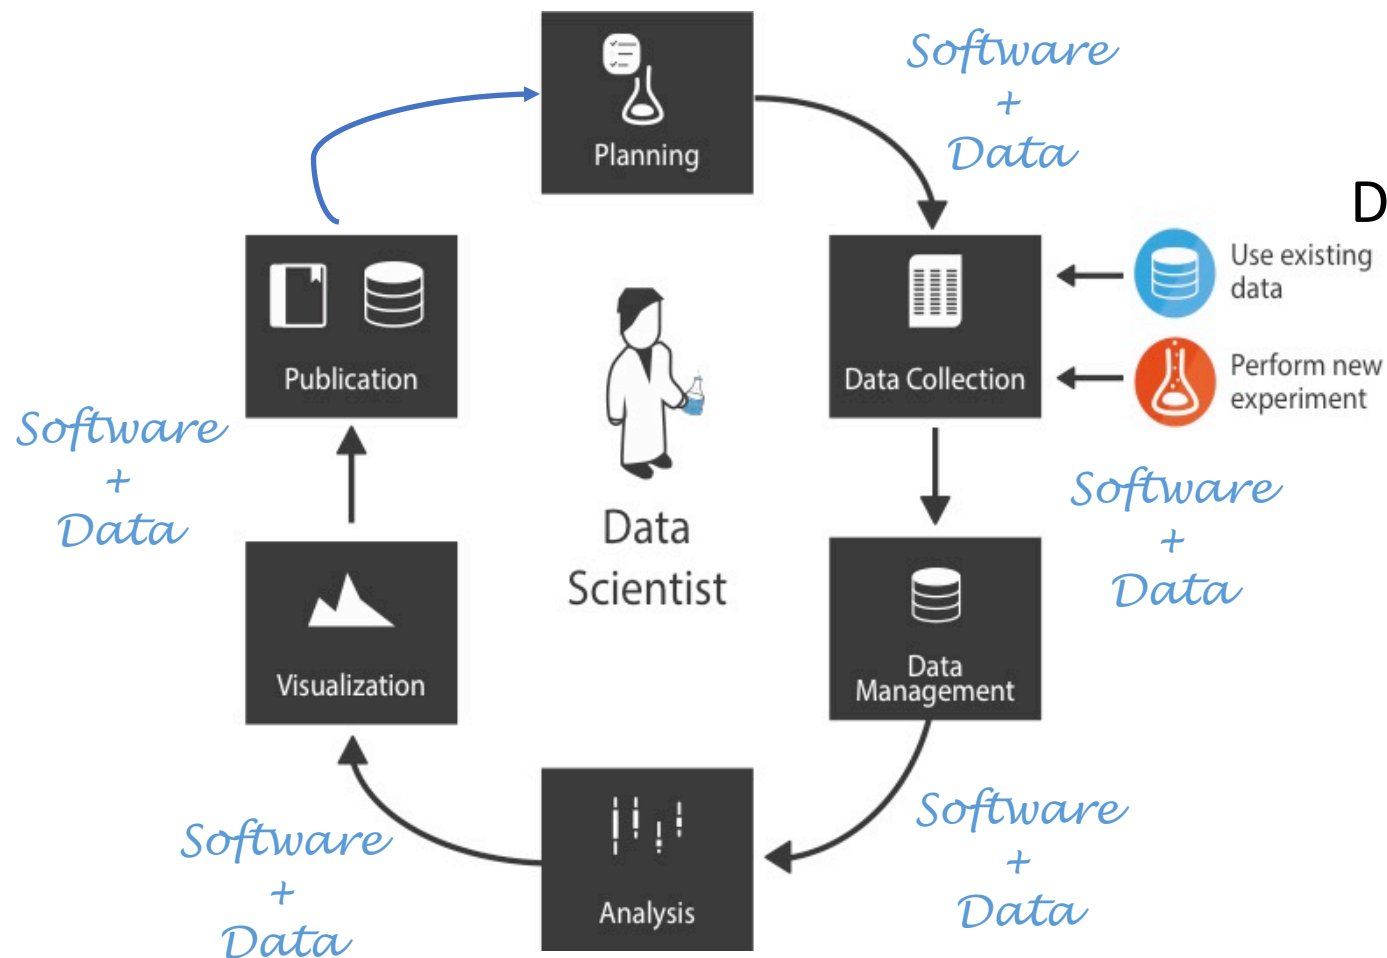 Planning
Software
+
Data
D
Use existing
data
Data Collection
Perform new
experiment
Software
+
Data
Data
Management
Software
+
Data
Analysis
Software
+
Data
Visualization
Software
+
Data
Publication
Data
Scientist